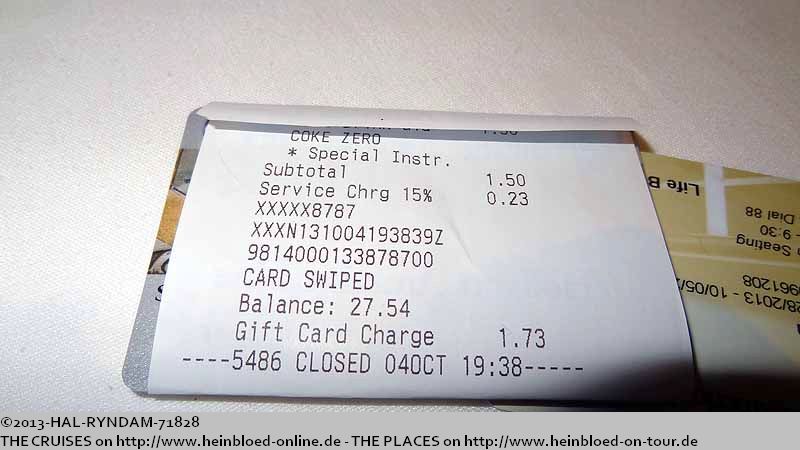 COKE ZERO
* Special Instr.
Subtotal 1.50
Service Chrg 15% 0.23
XXXXX8787
XXXN131004193839Z
9814000133878700
CARD SWIPED
Balance: 27.54
Gift Card Charge 1.73
----5486 CLOSED 04OCT 19:38-----
Life B
Dial 88
Seating
- 9:30
0961208
28/2013 - 10/05/2
©2013-HAL-RYNDAM-71828
THE CRUISES on http://www.heinbloed-online.de - THE PLACES on http://www.heinbloed-on-tour.de